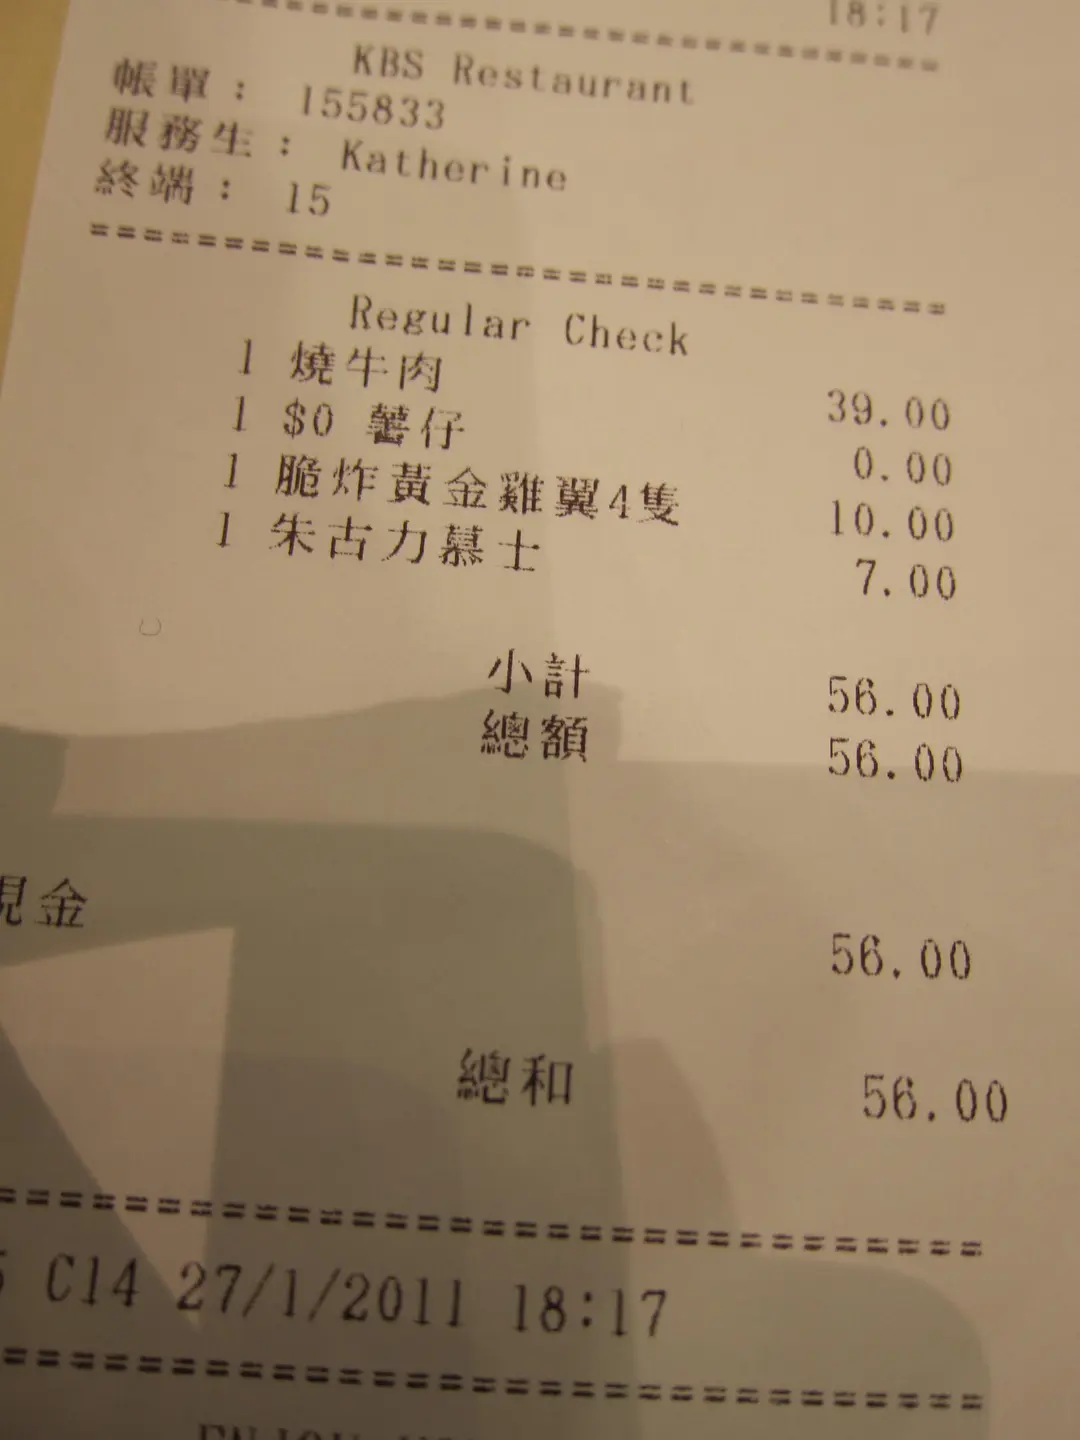 18:17
KBS Restaurant
帳單： 155833
服務生： Katherine
終端： 15
================================
Regular Check
1 燒牛肉 39.00
1 $0 薯仔 0.00
1 脆炸黃金雞翼4隻 10.00
1 朱古力慕士 7.00
小計 56.00
總額 56.00
現金 56.00
總和 56.00
================================
C14 27/1/2011 18:17
================================